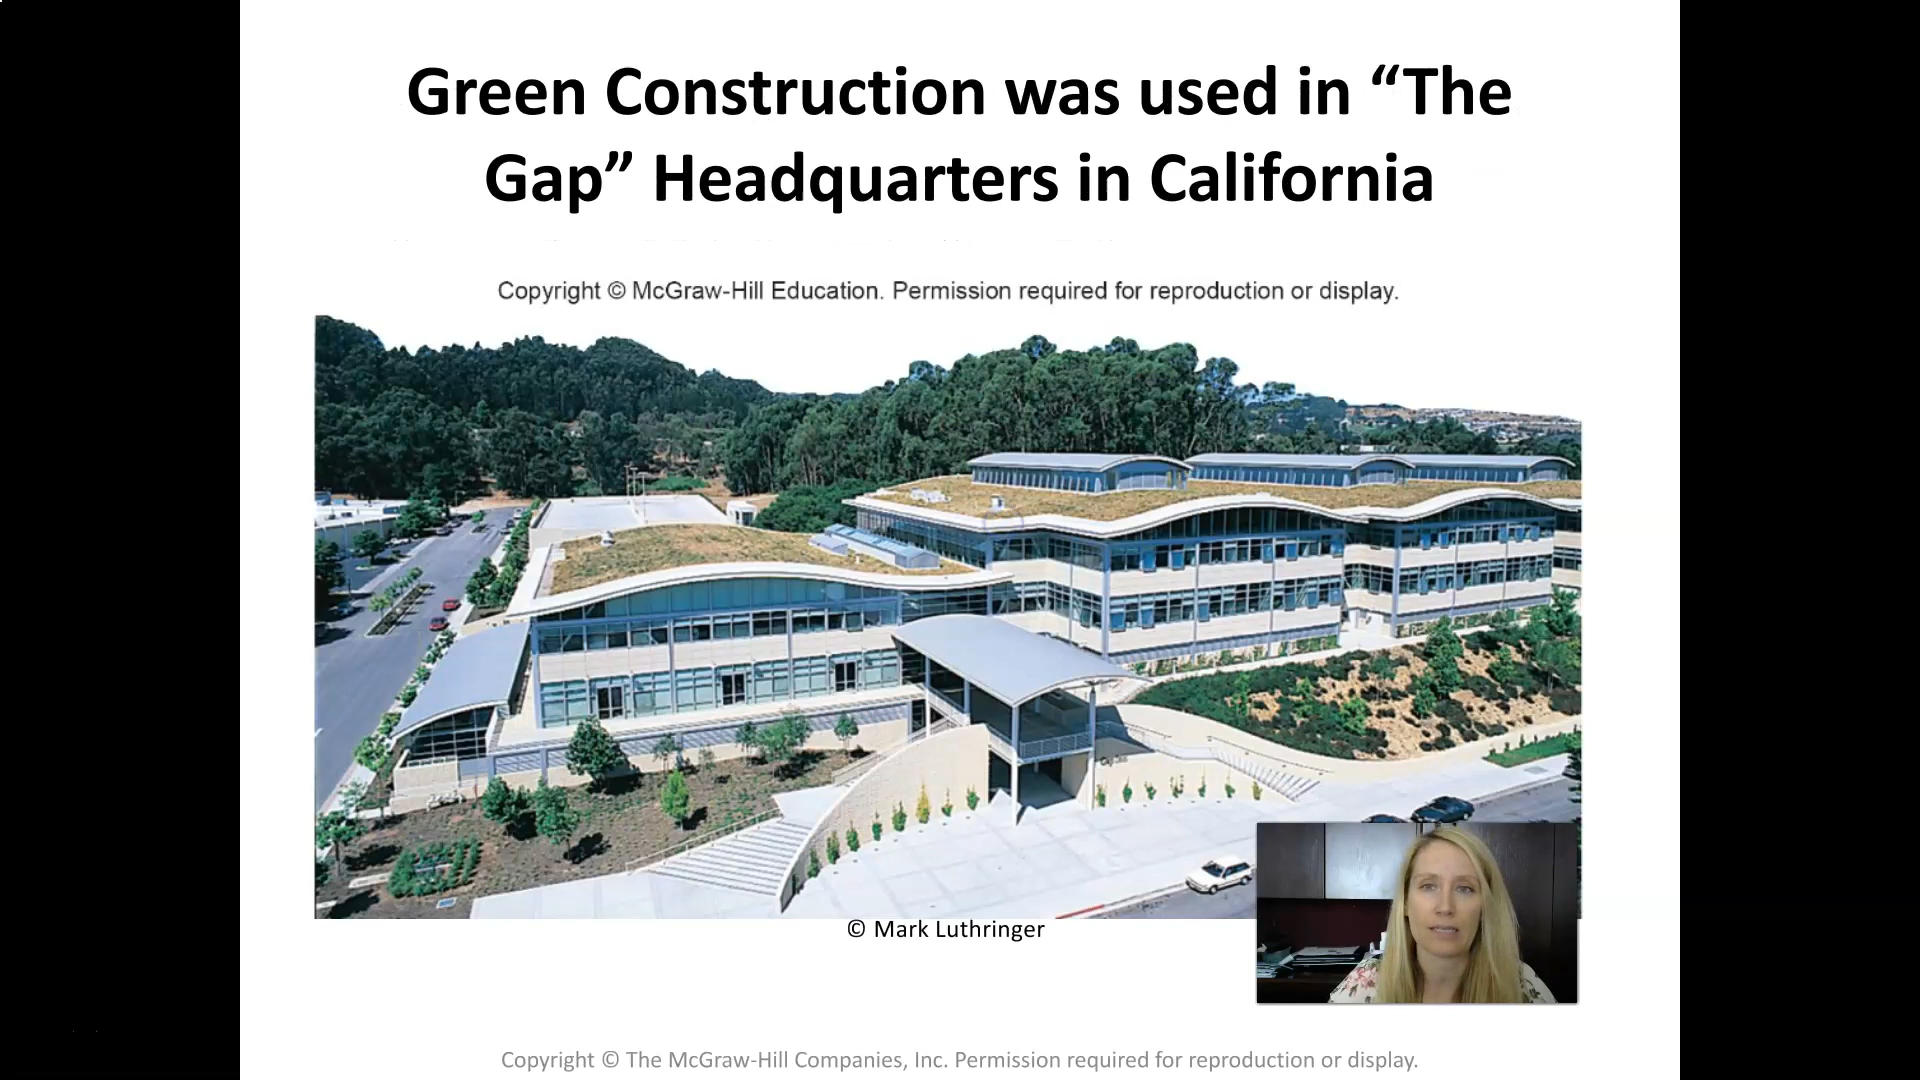 Green Construction was used in “The
Gap” Headquarters in California
Copyright © McGraw-Hill Education. Permission required for reproduction or display.
© Mark Luthringer
Copyright © The McGraw-Hill Companies, Inc. Permission required for reproduction or display.